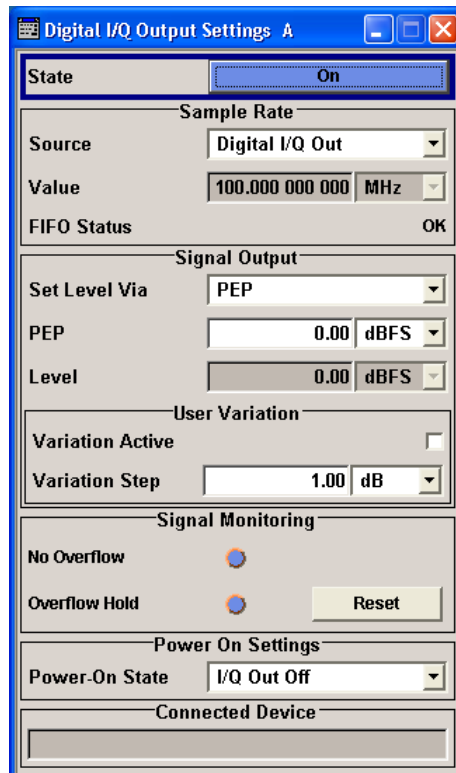 Digital I/Q Output Settings A
State On
Sample Rate
Source Digital I/Q Out
Value 100.000 000 000 MHz
FIFO Status OK
Signal Output
Set Level Via PEP
PEP 0.00 dBFS
Level 0.00 dBFS
User Variation
Variation Active
Variation Step 1.00 dB
Signal Monitoring
No Overflow
Overflow Hold Reset
Power On Settings
Power-On State I/Q Out Off
Connected Device